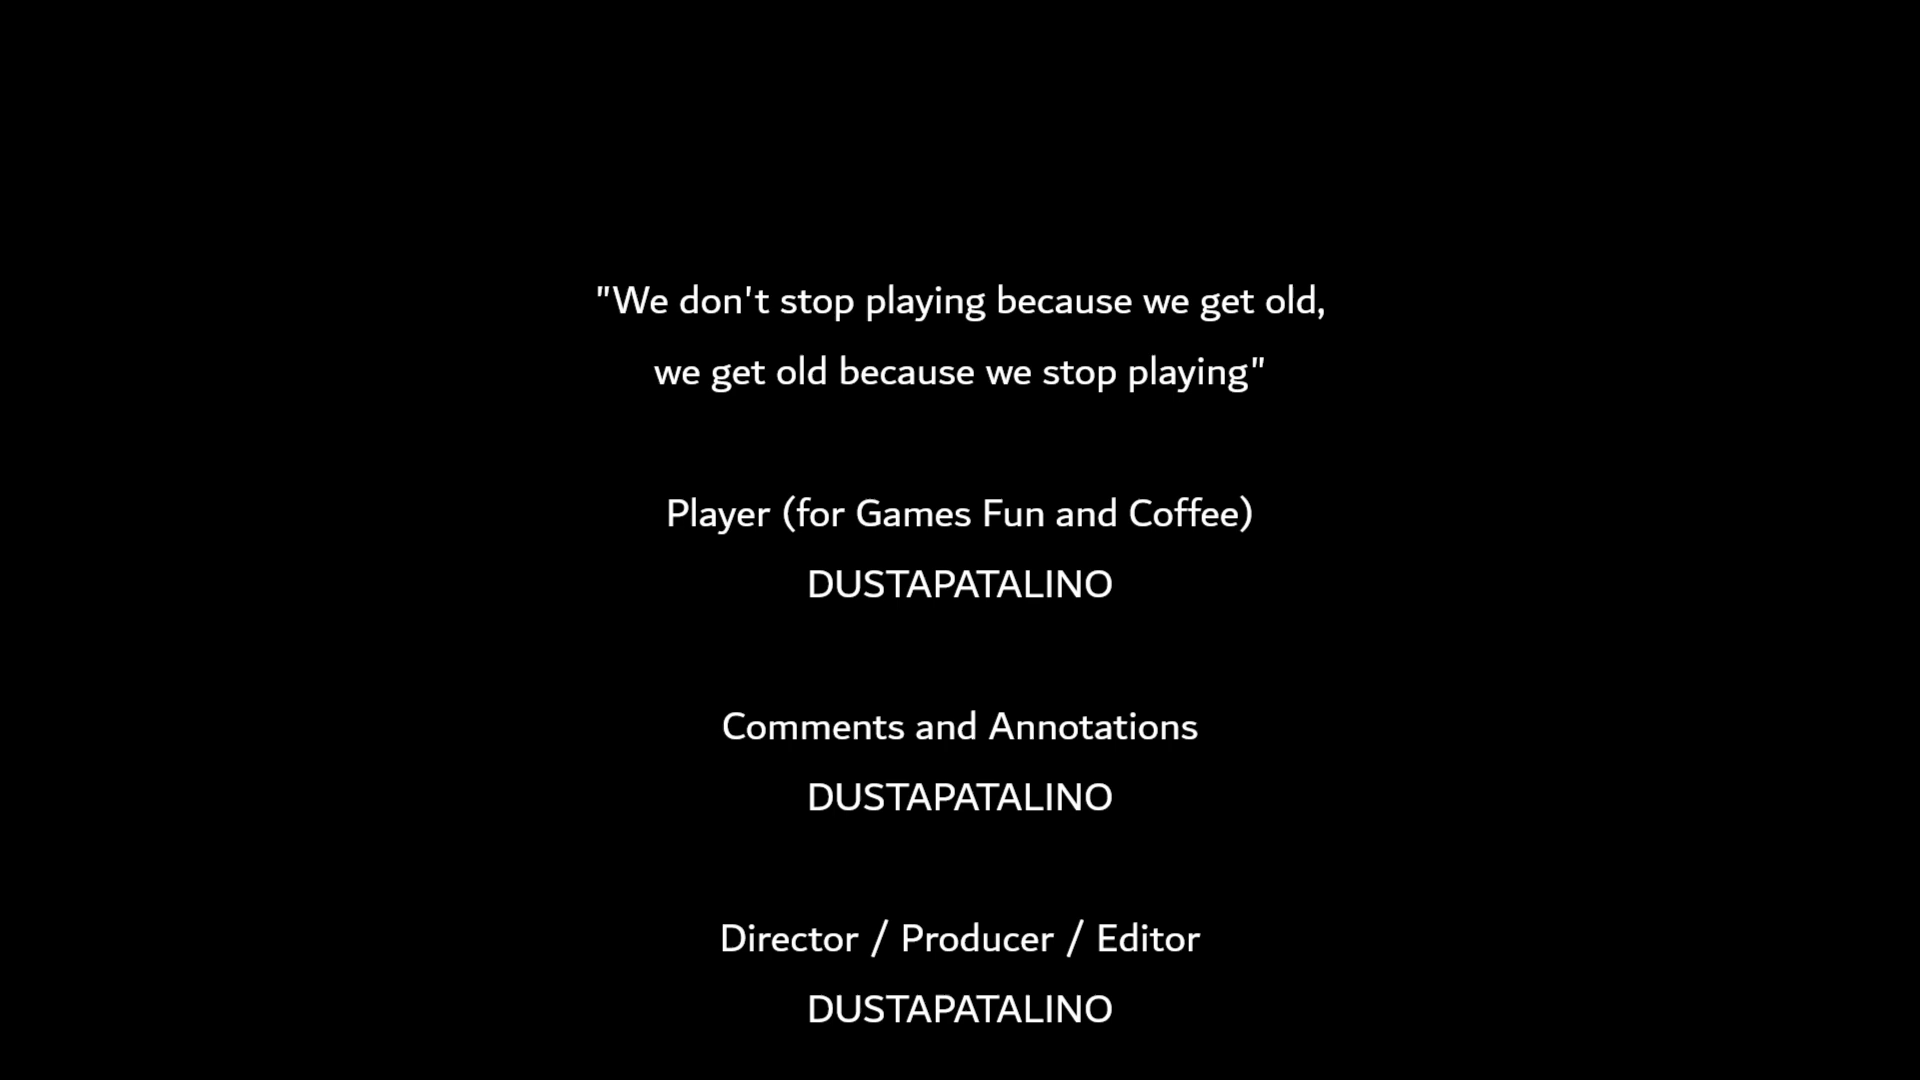 "We don't stop playing because we get old,
we get old because we stop playing"
Player (for Games Fun and Coffee)
DUSTAPATALINO
Comments and Annotations
DUSTAPATALINO
Director / Producer / Editor
DUSTAPATALINO